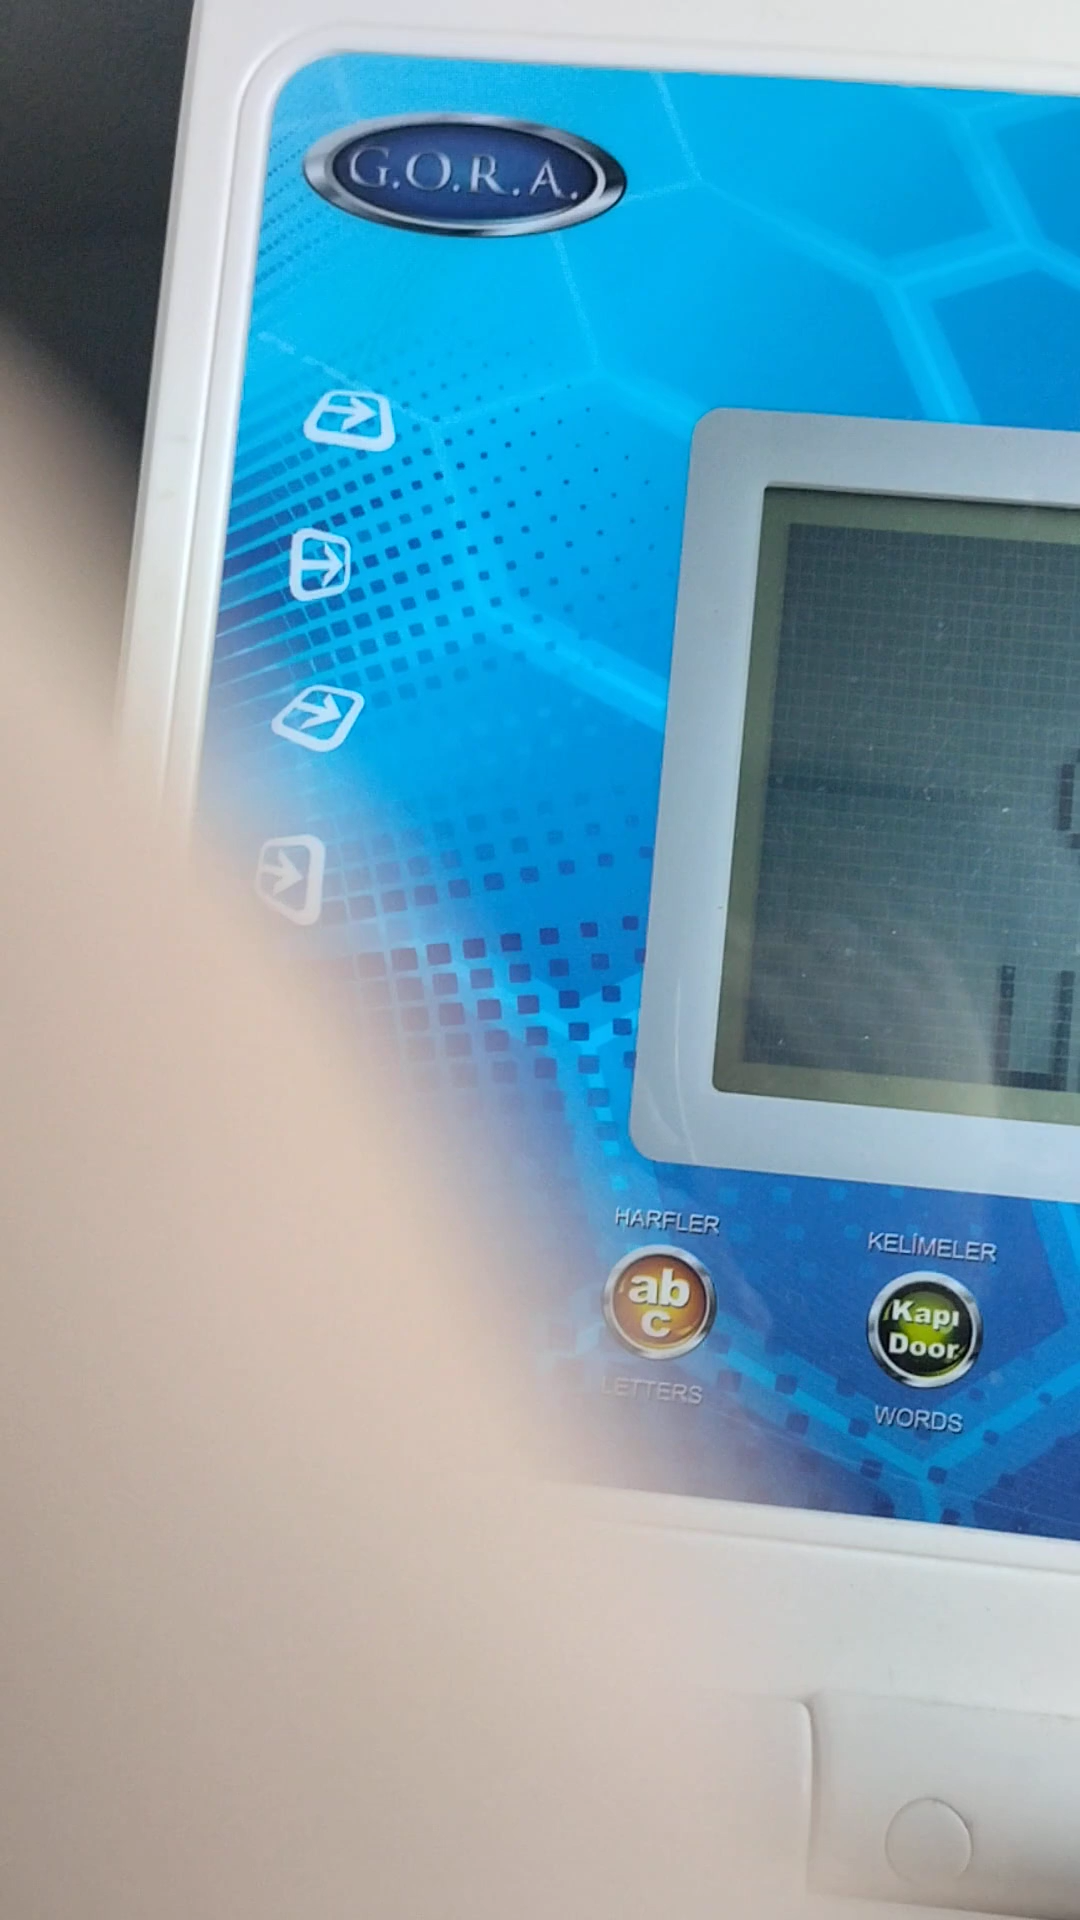 G.O.R.A.
HARFLER
KELİMELER
ab
c
Kapı
Door
LETTERS
WORDS